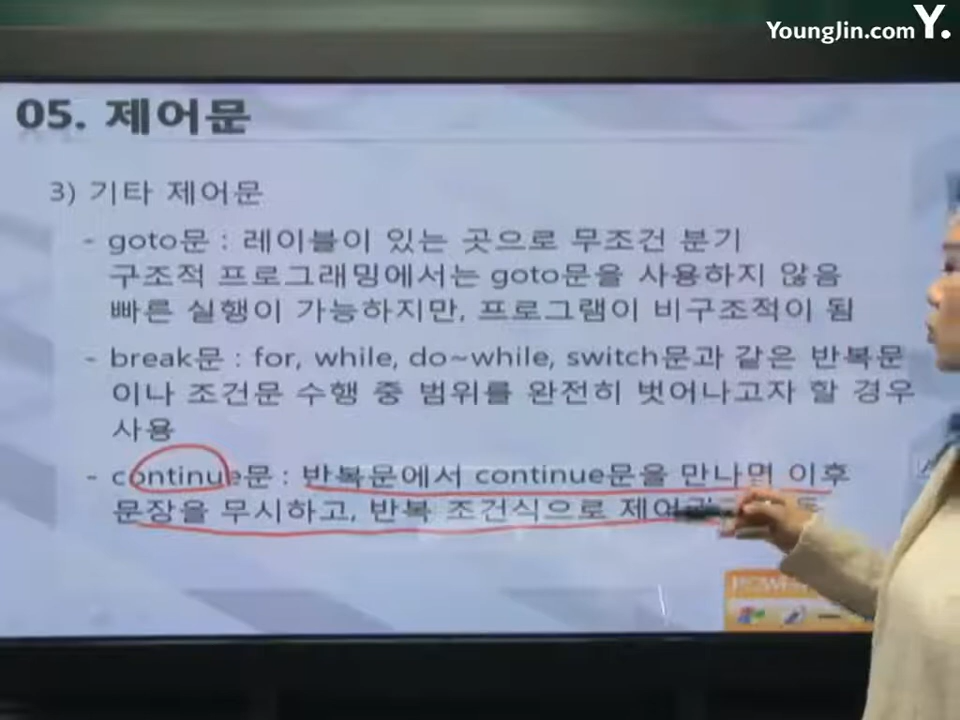 YoungJin.com Y.
05. 제어문
3) 기타 제어문
- goto문 : 레이블이 있는 곳으로 무조건 분기
구조적 프로그래밍에서는 goto문을 사용하지 않음
빠른 실행이 가능하지만, 프로그램이 비구조적이 됨
- break문 : for, while, do~while, switch문과 같은 반복문
이나 조건문 수행 중 범위를 완전히 벗어나고자 할 경우
사용
- continue문 : 반복문에서 continue문을 만나면 이후
문장을 무시하고, 반복 조건식으로